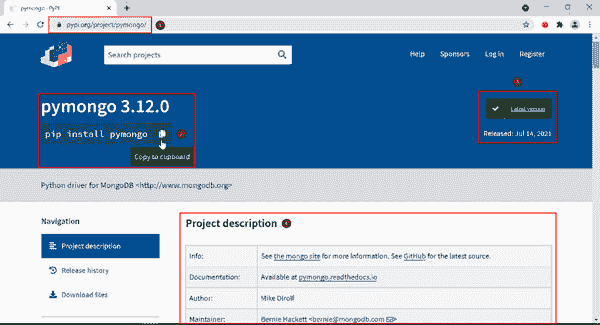 pymongo · PyPI
pypi.org/project/pymongo/
Search projects
Help Sponsors Log in Register
pymongo 3.12.0
pip install pymongo
Copy to clipboard
Latest version
Released: Jul 14, 2021
Python driver for MongoDB <http://www.mongodb.org>
Navigation
Project description
Release history
Download files
Project description
Info: See the mongo site for more information. See GitHub for the latest source.
Documentation: Available at pymongo.readthedocs.io
Author: Mike Dirolf
Maintainer: Bernie Hackett <bernie@mongodb.com>